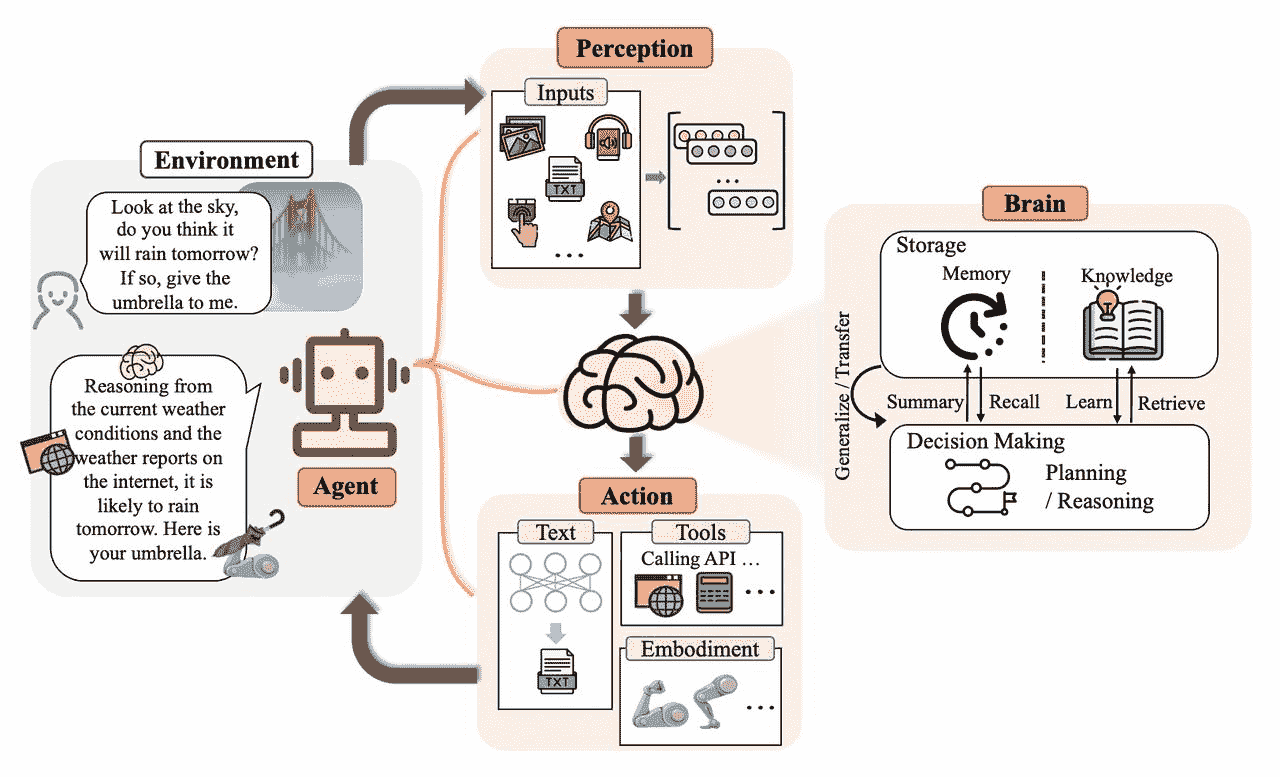 Perception
Inputs
TXT
...
...
Environment
Look at the sky,
do you think it
will rain tomorrow?
If so, give the
umbrella to me.
Reasoning from
the current weather
conditions and the
weather reports on
the internet, it is
likely to rain
tomorrow. Here is
your umbrella.
Agent
Brain
Storage
Memory
Knowledge
Generalize / Transfer
Summary
Recall
Learn
Retrieve
Decision Making
Planning
/ Reasoning
Action
Text
TXT
Tools
Calling API ...
...
Embodiment
...